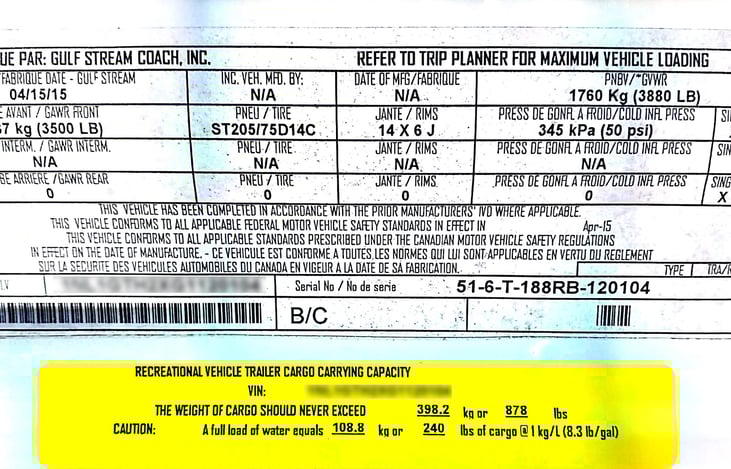 UE PAR: GULF STREAM COACH, INC. REFER TO TRIP PLANNER FOR MAXIMUM VEHICLE LOADING
FABRIQUE DATE - GULF STREAM INC. VEH. MFD. BY: DATE OF MFG/FABRIQUE PNBV/*GVWR
04/15/15 N/A N/A 1760 Kg (3880 LB)
E AVANT / GAWR FRONT PNEU / TIRE JANTE / RIMS PRESS DE GONFL A FROID/COLD INFL PRESS SI
7 kg (3500 LB) ST205/75D14C 14 X 6 J 345 kPa (50 psi)
INTERM. / GAWR INTERM. PNEU / TIRE JANTE / RIMS PRESS DE GONFL A FROID/COLD INFL PRESS SIN
N/A N/A N/A N/A
GE ARRIERE /GAWR REAR PNEU / TIRE JANTE / RIMS PRESS DE GONFL A FROID/COLD INFL PRESS SING
0 0 0 0 X
THIS VEHICLE HAS BEEN COMPLETED IN ACCORDANCE WITH THE PRIOR MANUFACTURERS' IVD WHERE APPLICABLE.
THIS VEHICLE CONFORMS TO ALL APPLICABLE FEDERAL MOTOR VEHICLE SAFETY STANDARDS IN EFFECT IN Apr-15
THIS VEHICLE CONFORMS TO ALL APPLICABLE STANDARDS PRESCRIBED UNDER THE CANADIAN MOTOR VEHICLE SAFETY REGULATIONS
IN EFFECT ON THE DATE OF MANUFACTURE. - CE VEHICULE EST CONFORME A TOUTES LES NORMES QUI LUI SONT APPLICABLES EN VERTU DU REGLEMENT
SUR LA SECURITE DES VEHICULES AUTOMOBILES DU CANADA EN VIGEUR A LA DATE DE SA FABRICATION.
TYPE TRA/R
I.V Serial No / No de serie 51-6-T-188RB-120104
B/C
RECREATIONAL VEHICLE TRAILER CARGO CARRYING CAPACITY
VIN:
THE WEIGHT OF CARGO SHOULD NEVER EXCEED 398.2 kg or 878 lbs
CAUTION: A full load of water equals 108.8 kg or 240 lbs of cargo @ 1 kg/L (8.3 lb/gal)